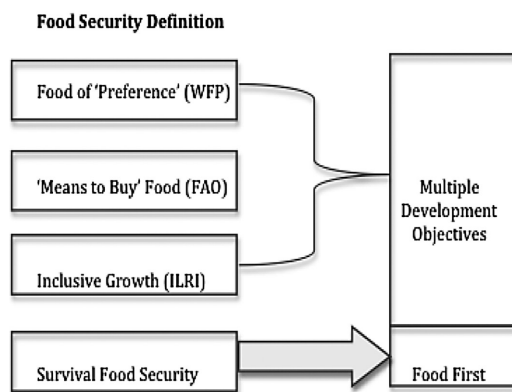 Food Security Definition
Food of ‘Preference’ (WFP)
‘Means to Buy’ Food (FAO)
Inclusive Growth (ILRI)
Survival Food Security
Multiple
Development
Objectives
Food First